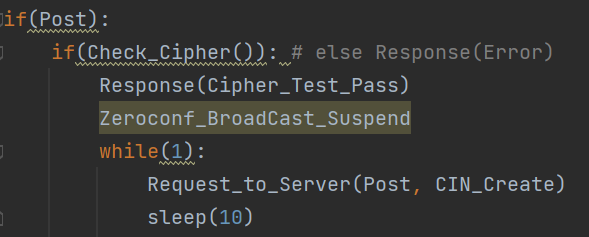 if(Post):
if(Check_Cipher()): # else Response(Error)
Response(Cipher_Test_Pass)
Zeroconf_BroadCast_Suspend
while(1):
Request_to_Server(Post, CIN_Create)
sleep(10)